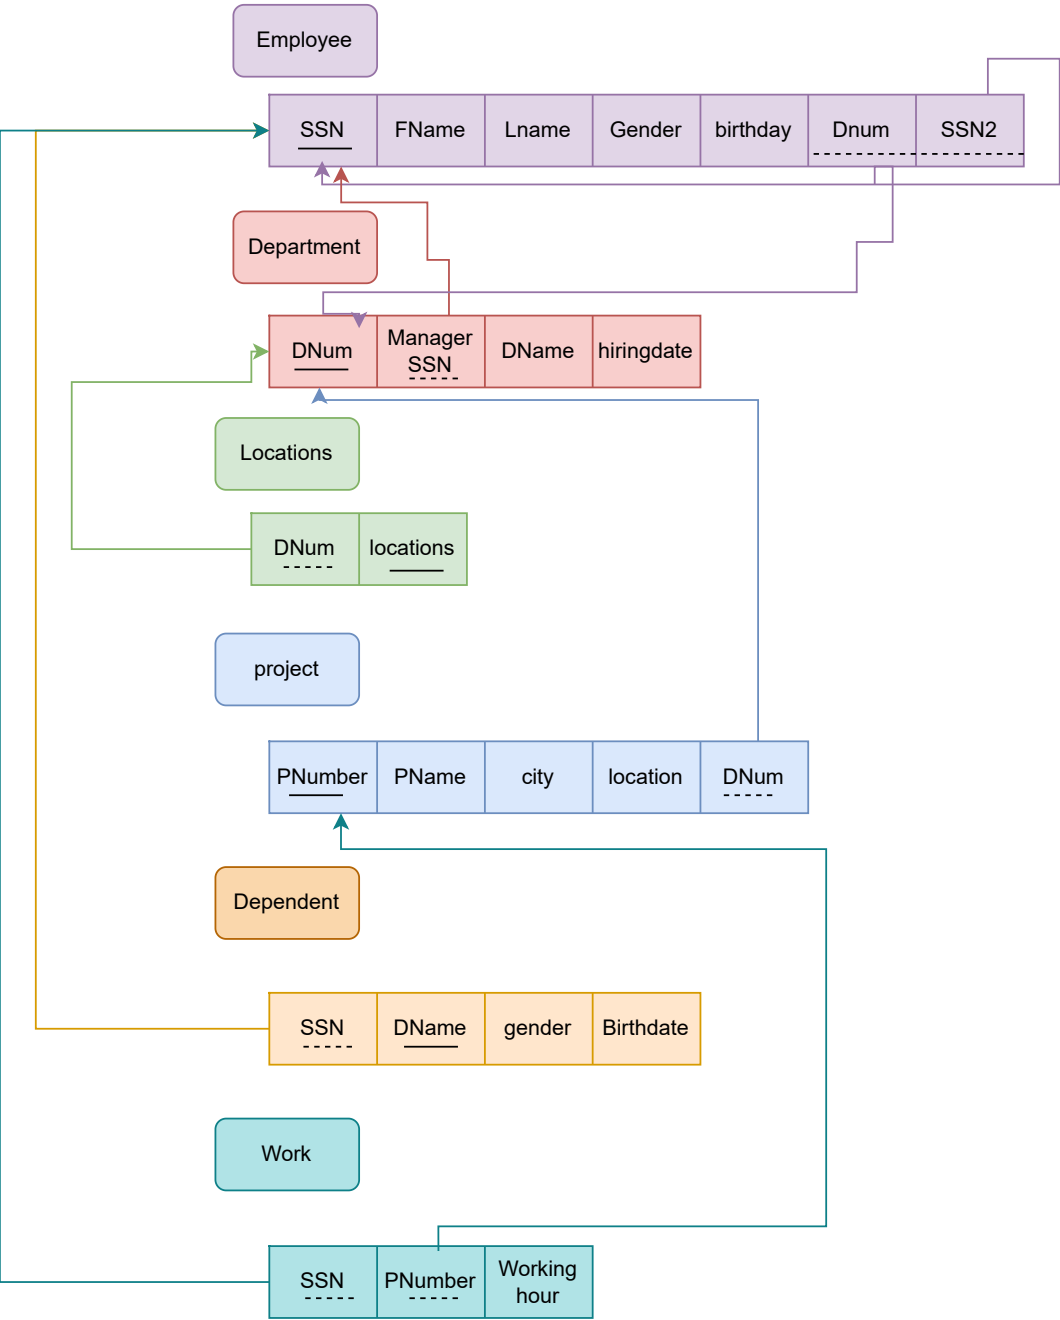 Employee
SSN FName Lname Gender birthday Dnum SSN2
Department
DNum Manager SSN DName hiringdate
Locations
DNum locations
project
PNumber PName city location DNum
Dependent
SSN DName gender Birthdate
Work
SSN PNumber Working hour